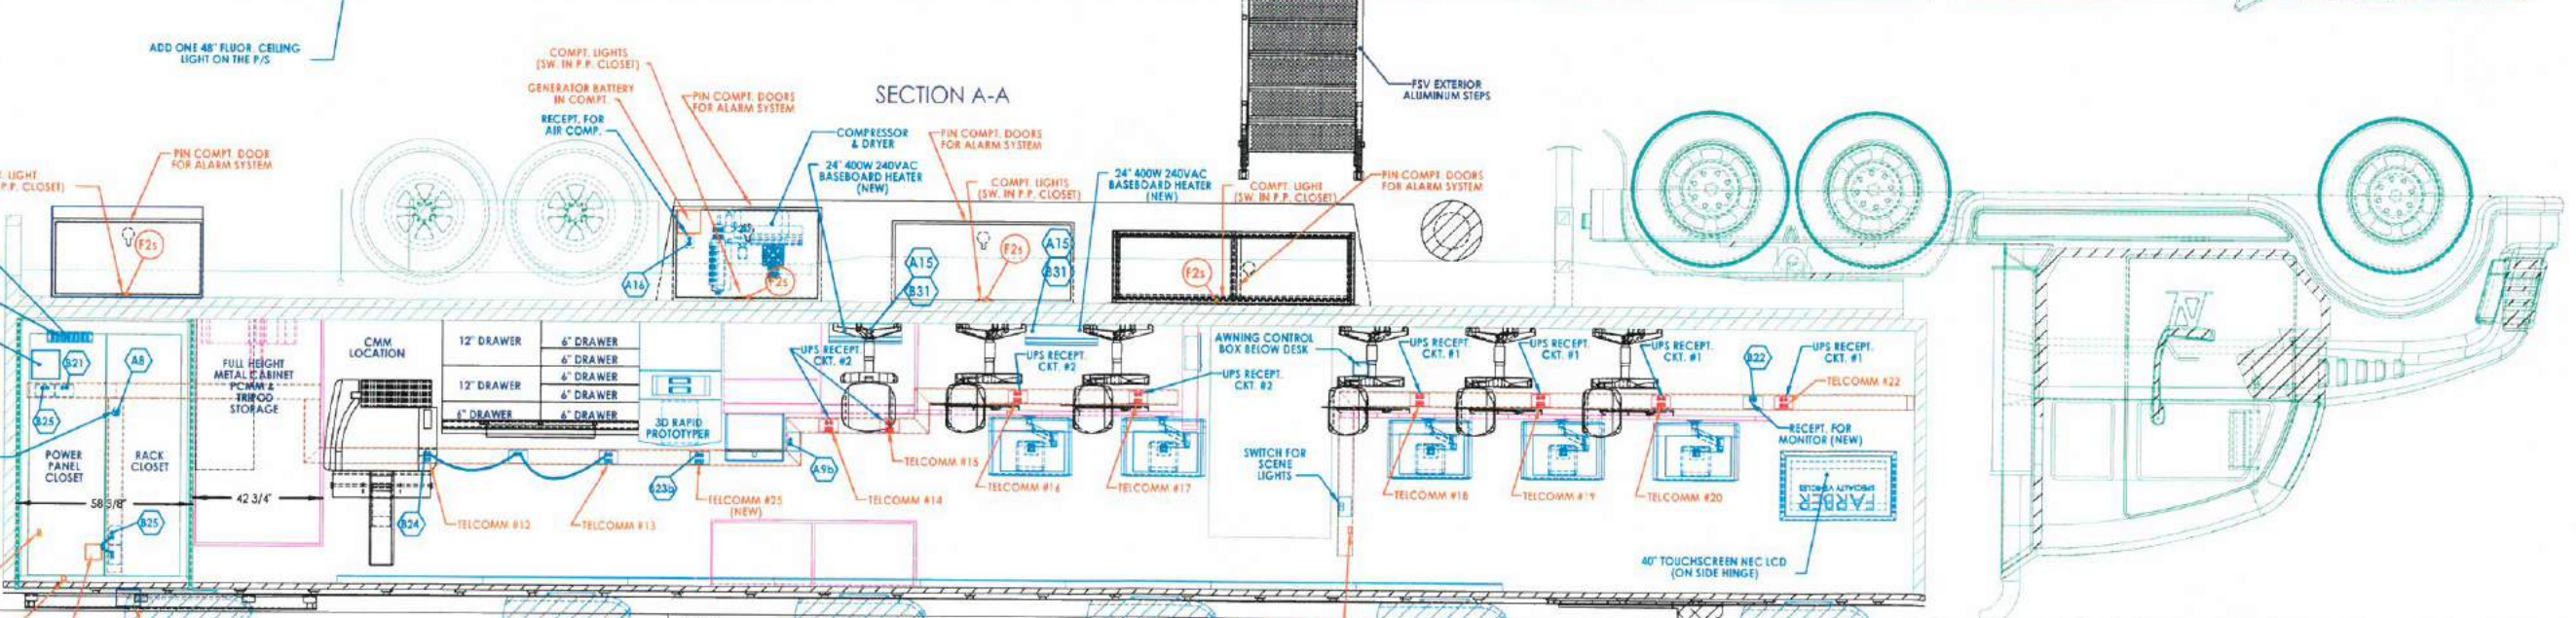 ADD ONE 48" FLUOR. CEILING
LIGHT ON THE P/S
COMPT. LIGHTS
(SW. IN P.P. CLOSET)
GENERATOR BATTERY
IN COMPT.
RECEPT. FOR
AIR COMP.
PIN COMPT. DOORS
FOR ALARM SYSTEM
SECTION A-A
COMPRESSOR
& DRYER
24" 400W 240VAC
BASEBOARD HEATER
(NEW)
PIN COMPT. DOORS
FOR ALARM SYSTEM
COMPT. LIGHTS
(SW. IN P.P. CLOSET)
24" 400W 240VAC
BASEBOARD HEATER
(NEW)
COMPT. LIGHT
(SW. IN P.P. CLOSET)
PIN COMPT. DOORS
FOR ALARM SYSTEM
FSV EXTERIOR
ALUMINUM STEPS
PIN COMPT. DOOR
FOR ALARM SYSTEM
LIGHT
P.P. CLOSET)
F2s
A16
F2s
A15
B31
F2s
A15
B31
F2s
B21
A8
B25
POWER
PANEL
CLOSET
RACK
CLOSET
58 3/8"
B25
FULL HEIGHT
METAL CABINET
PCMM &
TRIPOD
STORAGE
42 3/4"
CMM
LOCATION
12" DRAWER
12" DRAWER
6" DRAWER
6" DRAWER
6" DRAWER
6" DRAWER
6" DRAWER
6" DRAWER
3D RAPID
PROTOTYPER
B24
TELCOMM #12
TELCOMM #13
B23b
TELCOMM #25
(NEW)
A9b
TELCOMM #14
UPS RECEPT.
CKT. #2
TELCOMM #15
UPS RECEPT.
CKT. #2
TELCOMM #16
UPS RECEPT.
CKT. #2
TELCOMM #17
AWNING CONTROL
BOX BELOW DESK
SWITCH FOR
SCENE
LIGHTS
UPS RECEPT.
CKT. #1
TELCOMM #18
UPS RECEPT.
CKT. #1
TELCOMM #19
UPS RECEPT.
CKT. #1
TELCOMM #20
B22
UPS RECEPT.
CKT. #1
TELCOMM #22
RECEPT. FOR
MONITOR (NEW)
FARBER
SPECIALTY VEHICLES
40" TOUCHSCREEN NEC LCD
(ON SIDE HINGE)